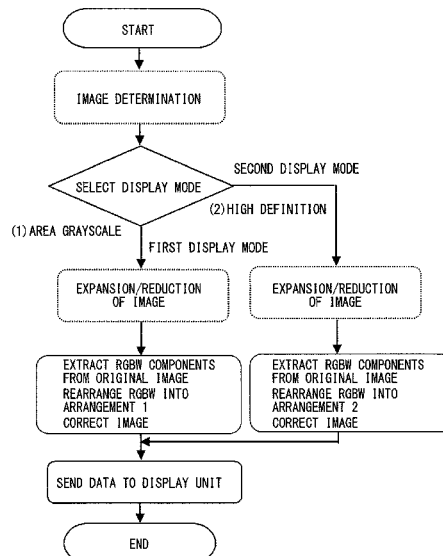 START
IMAGE DETERMINATION
SELECT DISPLAY MODE
SECOND DISPLAY MODE
(2)HIGH DEFINITION
(1)AREA GRAYSCALE
FIRST DISPLAY MODE
EXPANSION/REDUCTION
OF IMAGE
EXPANSION/REDUCTION
OF IMAGE
EXTRACT RGBW COMPONENTS
FROM ORIGINAL IMAGE
REARRANGE RGBW INTO
ARRANGEMENT 1
CORRECT IMAGE
EXTRACT RGBW COMPONENTS
FROM ORIGINAL IMAGE
REARRANGE RGBW INTO
ARRANGEMENT 2
CORRECT IMAGE
SEND DATA TO DISPLAY UNIT
END